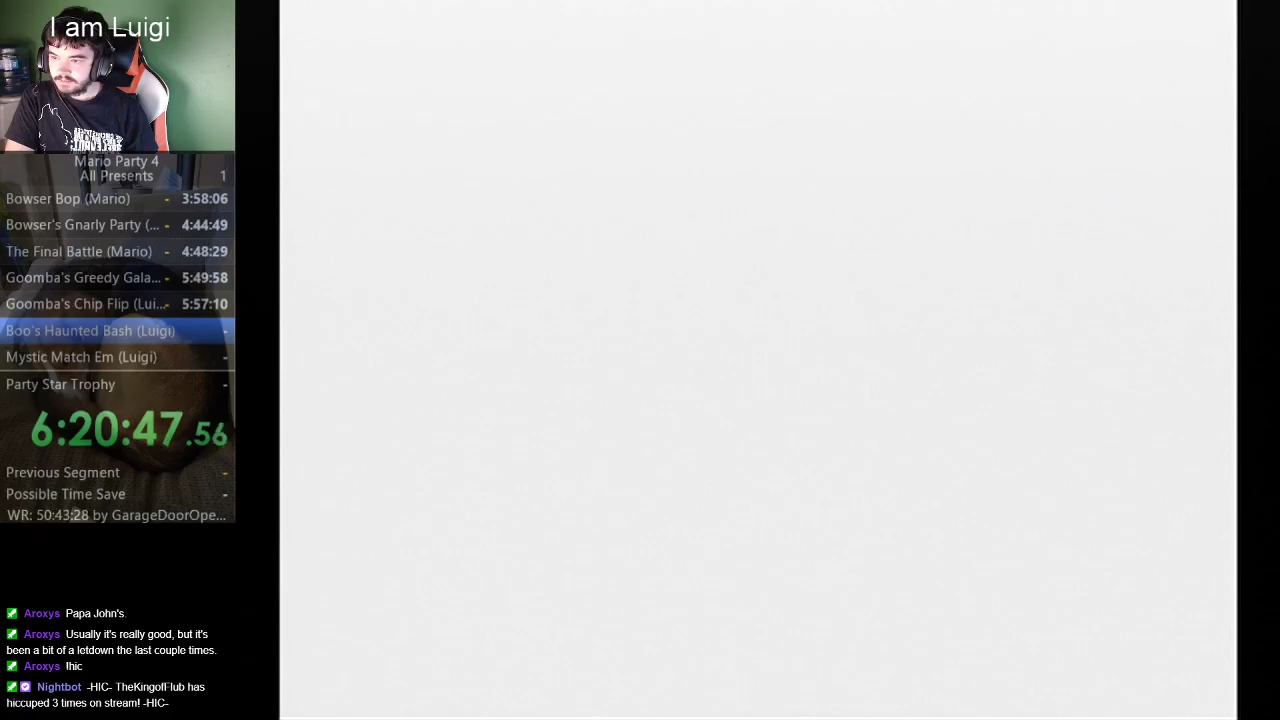 I am Luigi
Mario Party 4
All Presents 1
Bowser Bop (Mario) - 3:58:06
Bowser's Gnarly Party (... - 4:44:49
The Final Battle (Mario) - 4:48:29
Goomba's Greedy Gala... - 5:49:58
Goomba's Chip Flip (Lui... - 5:57:10
Boo's Haunted Bash (Luigi) -
Mystic Match Em (Luigi) -
Party Star Trophy -
6:20:47.56
Previous Segment -
Possible Time Save -
WR: 50:43:28 by GarageDoorOpe...
Aroxys Papa John's.
Aroxys Usually it's really good, but it's
been a bit of a letdown the last couple times.
Aroxys !hic
Nightbot -HIC- TheKingofFlub has
hiccuped 3 times on stream! -HIC-